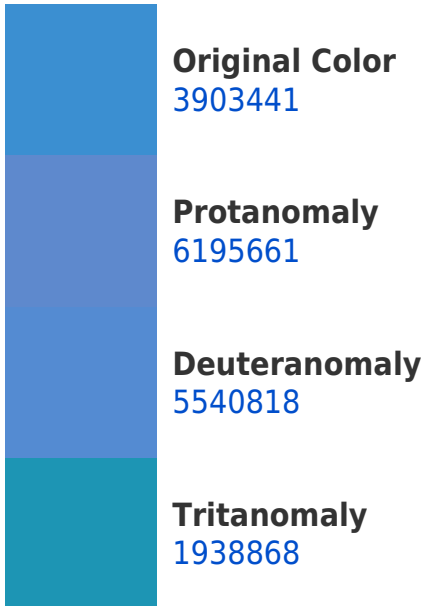 Original Color
3903441
Protanomaly
6195661
Deuteranomaly
5540818
Tritanomaly
1938868